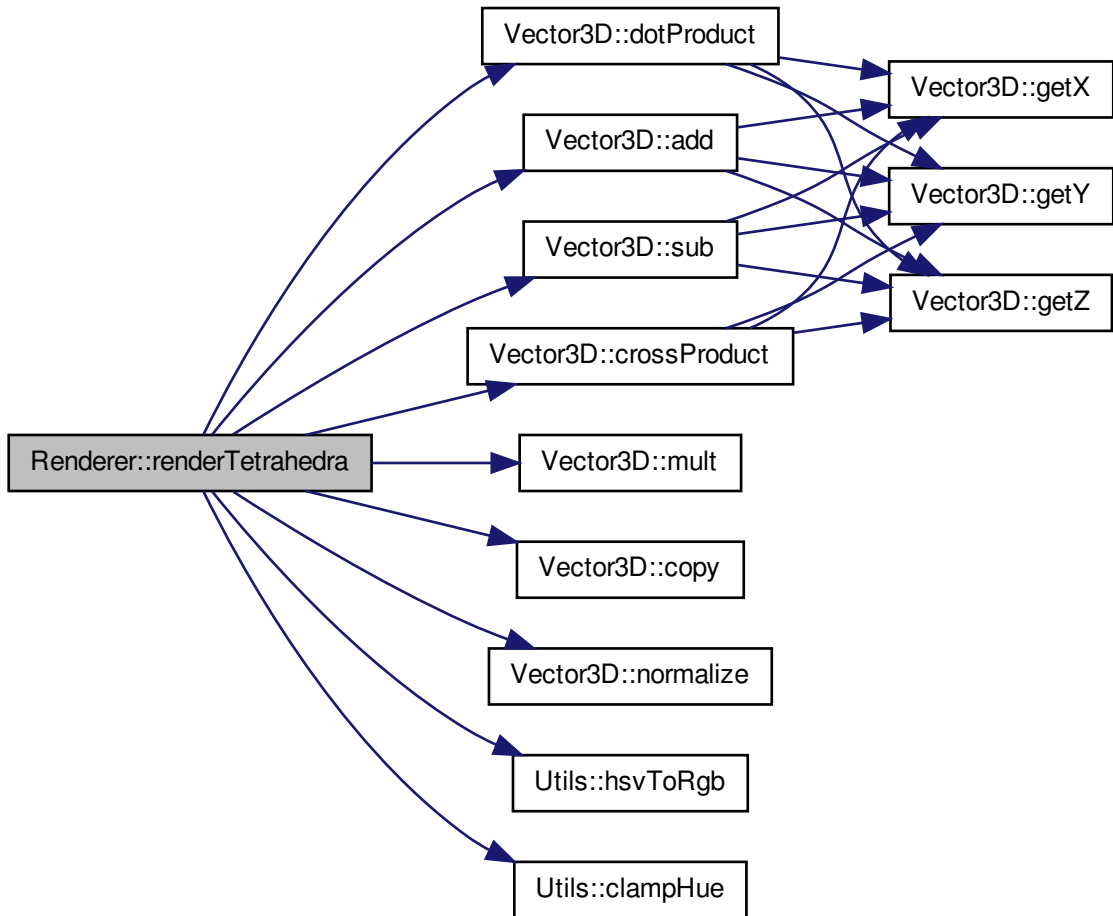 Vector3D::dotProduct
Vector3D::getX
Vector3D::add
Vector3D::getY
Vector3D::sub
Vector3D::getZ
Vector3D::crossProduct
Renderer::renderTetrahedra
Vector3D::mult
Vector3D::copy
Vector3D::normalize
Utils::hsvToRgb
Utils::clampHue